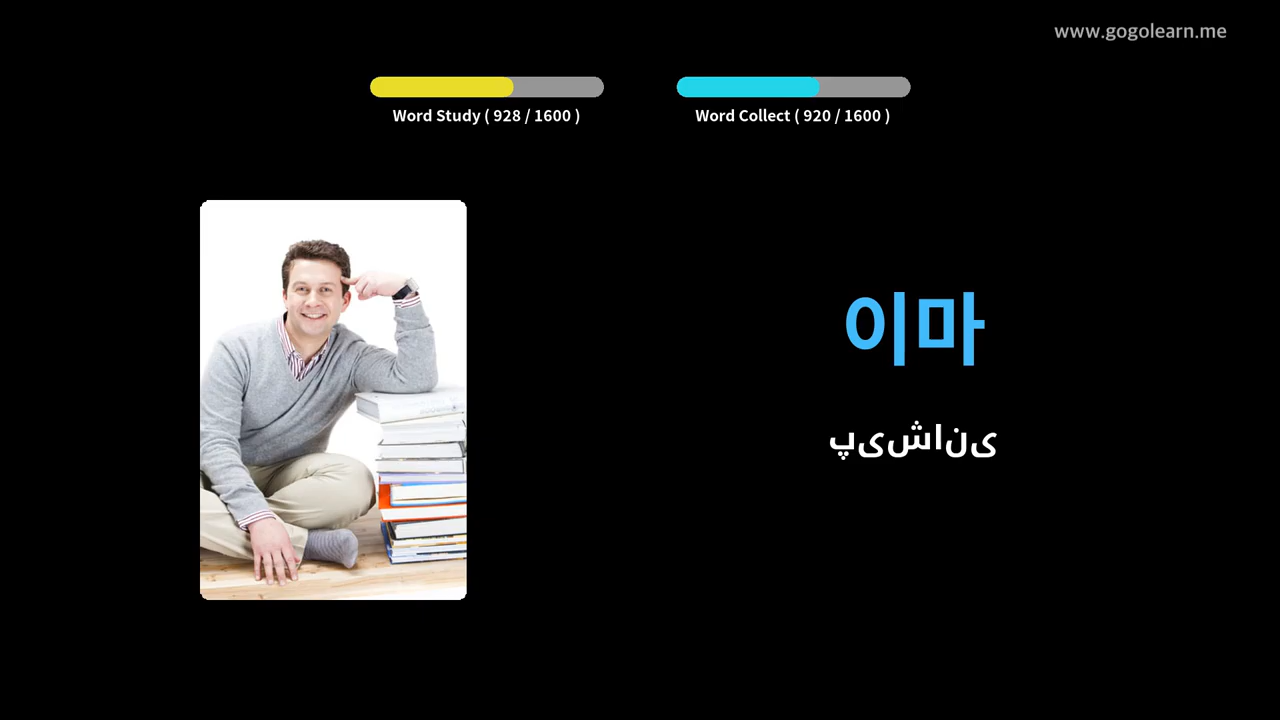 www.gogolearn.me
Word Study ( 928 / 1600 )
Word Collect ( 920 / 1600 )
이마
پیشانی